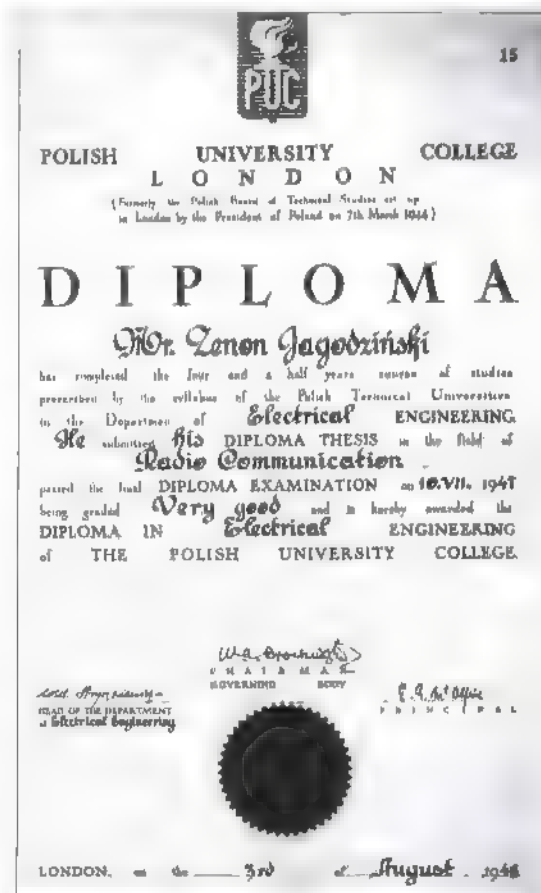 PUC
15
POLISH UNIVERSITY COLLEGE
LONDON
(Formerly the Polish Board of Technical Studies set up
in London by the President of Poland on 7th March 1944)
DIPLOMA
Mr. Zenon Jagodziński
has completed the four and a half years course of studies
prescribed by the syllabus of the Polish Technical Universities
in the Department of Electrical ENGINEERING
He submitted his DIPLOMA THESIS in the field of
Radio Communication
passed the final DIPLOMA EXAMINATION on 10.VII.
being graded Very good and is hereby awarded the
DIPLOMA IN Electrical ENGINEERING
of THE POLISH UNIVERSITY COLLEGE
CHAIRMAN
GOVERNING BODY
HEAD OF THE DEPARTMENT
of Electrical Engineering
PRINCIPAL
LONDON, on the 3rd of August